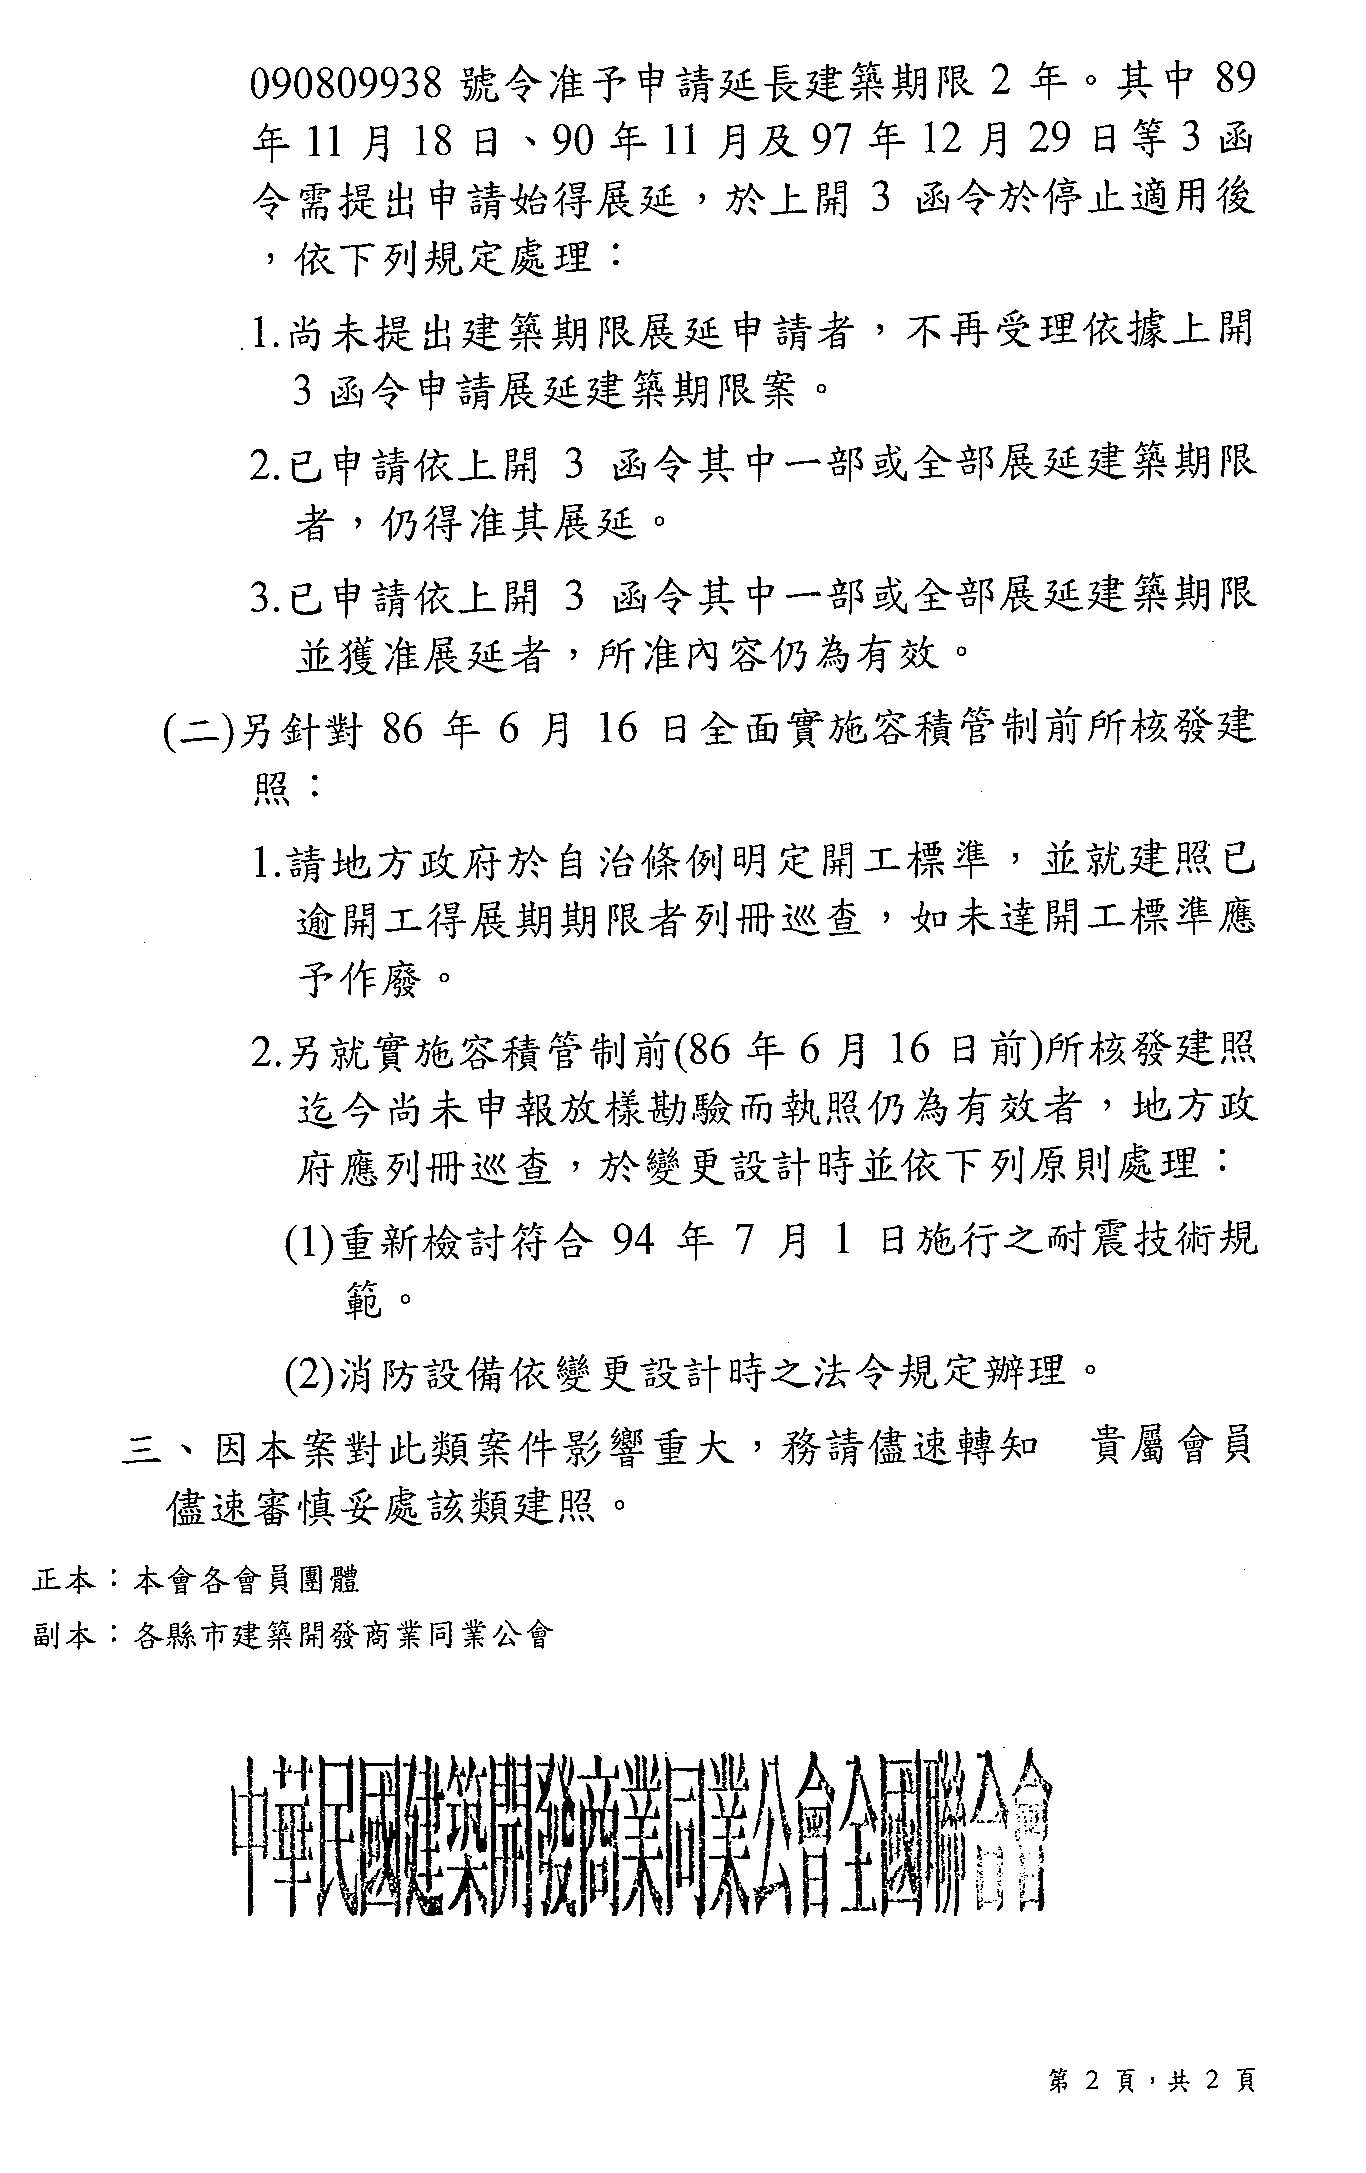 090809938 號令准予申請延長建築期限 2 年。其中 89
年 11 月 18 日、90 年 11 月及 97 年 12 月 29 日等 3 函
令需提出申請始得展延，於上開 3 函令於停止適用後
，依下列規定處理：
1.尚未提出建築期限展延申請者，不再受理依據上開
3 函令申請展延建築期限案。
2.已申請依上開 3 函令其中一部或全部展延建築期限
者，仍得准其展延。
3.已申請依上開 3 函令其中一部或全部展延建築期限
並獲准展延者，所准內容仍為有效。
(二)另針對 86 年 6 月 16 日全面實施容積管制前所核發建
照：
1.請地方政府於自治條例明定開工標準，並就建照已
逾開工得展期期限者列冊巡查，如未達開工標準應
予作廢。
2.另就實施容積管制前(86 年 6 月 16 日前)所核發建照
迄今尚未申報放樣勘驗而執照仍為有效者，地方政
府應列冊巡查，於變更設計時並依下列原則處理：
(1)重新檢討符合 94 年 7 月 1 日施行之耐震技術規
範。
(2)消防設備依變更設計時之法令規定辦理。
三、因本案對此類案件影響重大，務請儘速轉知　貴屬會員
儘速審慎妥處該類建照。
正本：本會各會員團體
副本：各縣市建築開發商業同業公會
中華民國建築開發商業同業公會全國聯合會
第 2 頁，共 2 頁